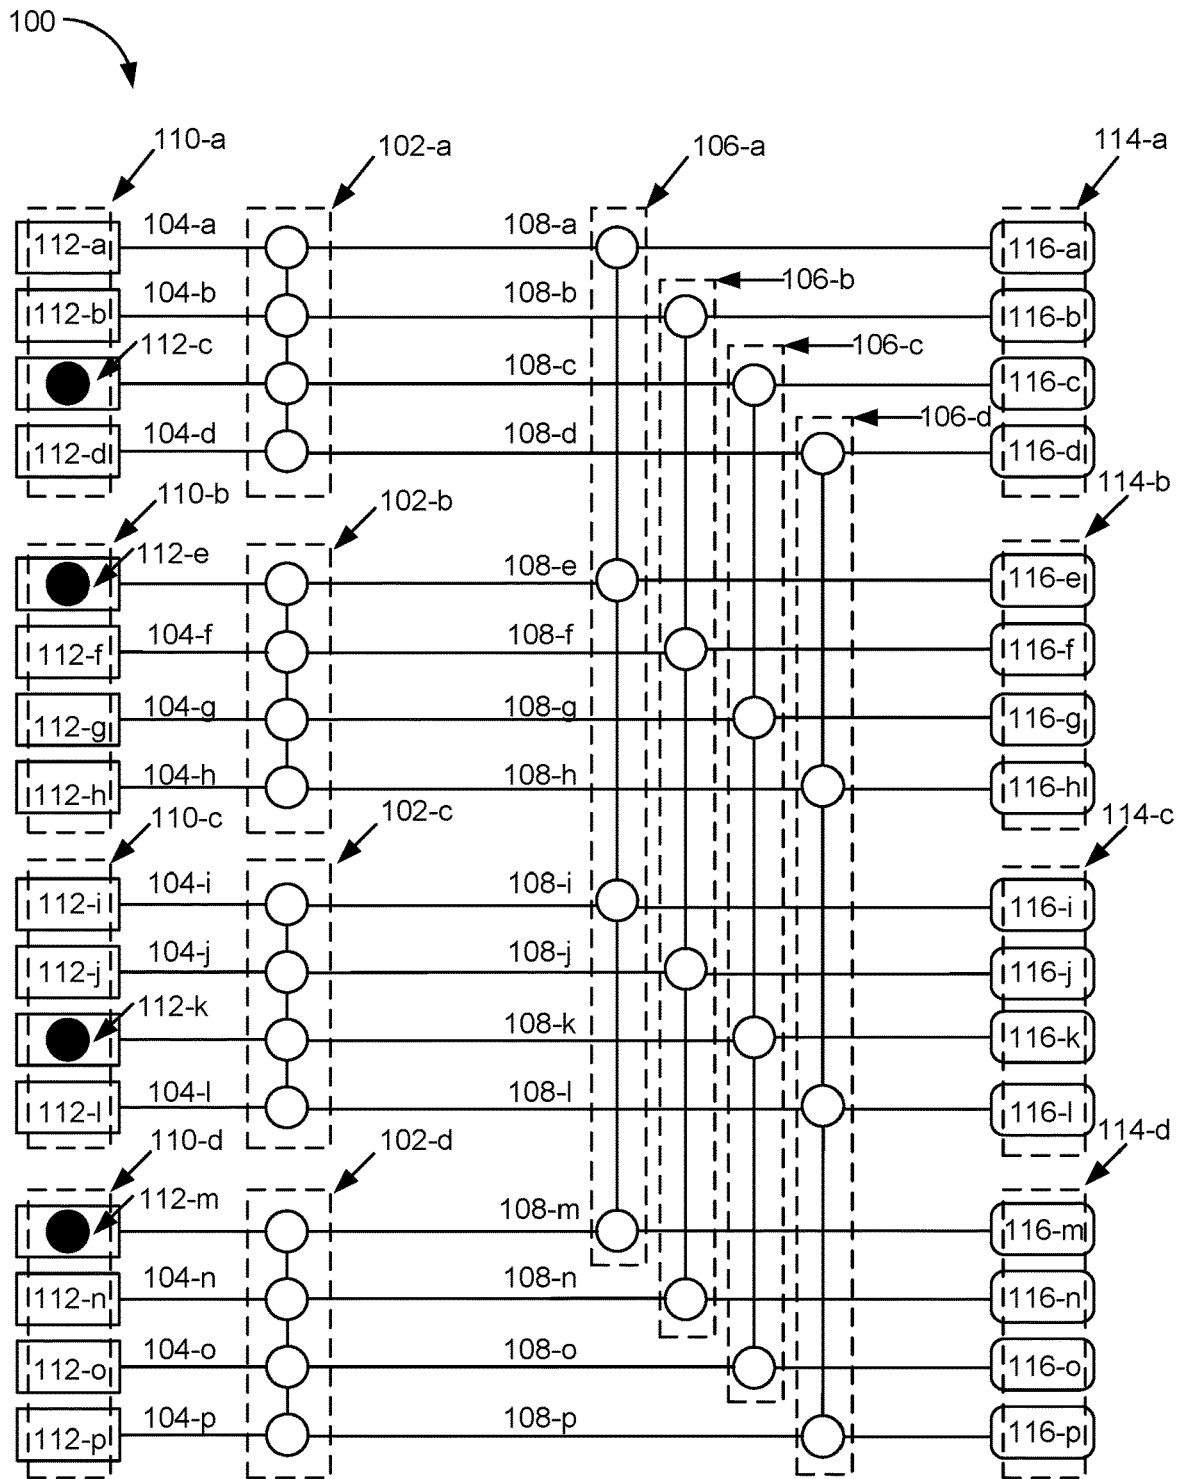 100
110-a 102-a 106-a 114-a
112-a 104-a 108-a 116-a
106-b
112-b 104-b 108-b 116-b
112-c 108-c 106-c 116-c
106-d
112-d 104-d 108-d 116-d
110-b 102-b 114-b
112-e 108-e 116-e
112-f 104-f 108-f 116-f
112-g 104-g 108-g 116-g
112-h 104-h 108-h 116-h
110-c 102-c 114-c
112-i 104-i 108-i 116-i
112-j 104-j 108-j 116-j
112-k 108-k 116-k
112-l 104-l 108-l 116-l
110-d 102-d 114-d
112-m 108-m 116-m
112-n 104-n 108-n 116-n
112-o 104-o 108-o 116-o
112-p 104-p 108-p 116-p